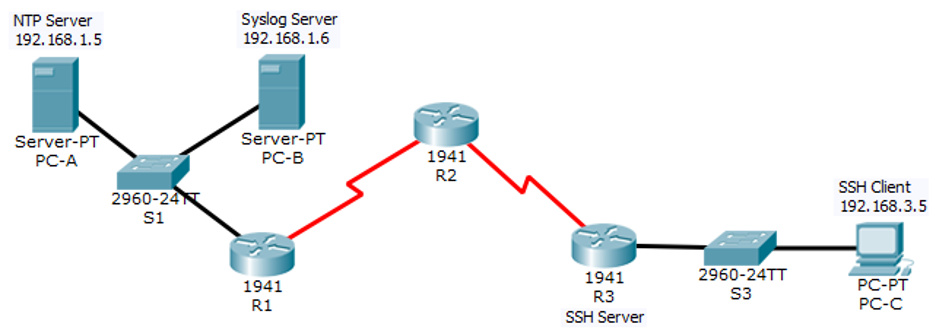 NTP Server
192.168.1.5
Syslog Server
192.168.1.6
Server-PT
PC-A
Server-PT
PC-B
2960-24TT
S1
1941
R1
1941
R2
1941
R3
SSH Server
2960-24TT
S3
SSH Client
192.168.3.5
PC-PT
PC-C